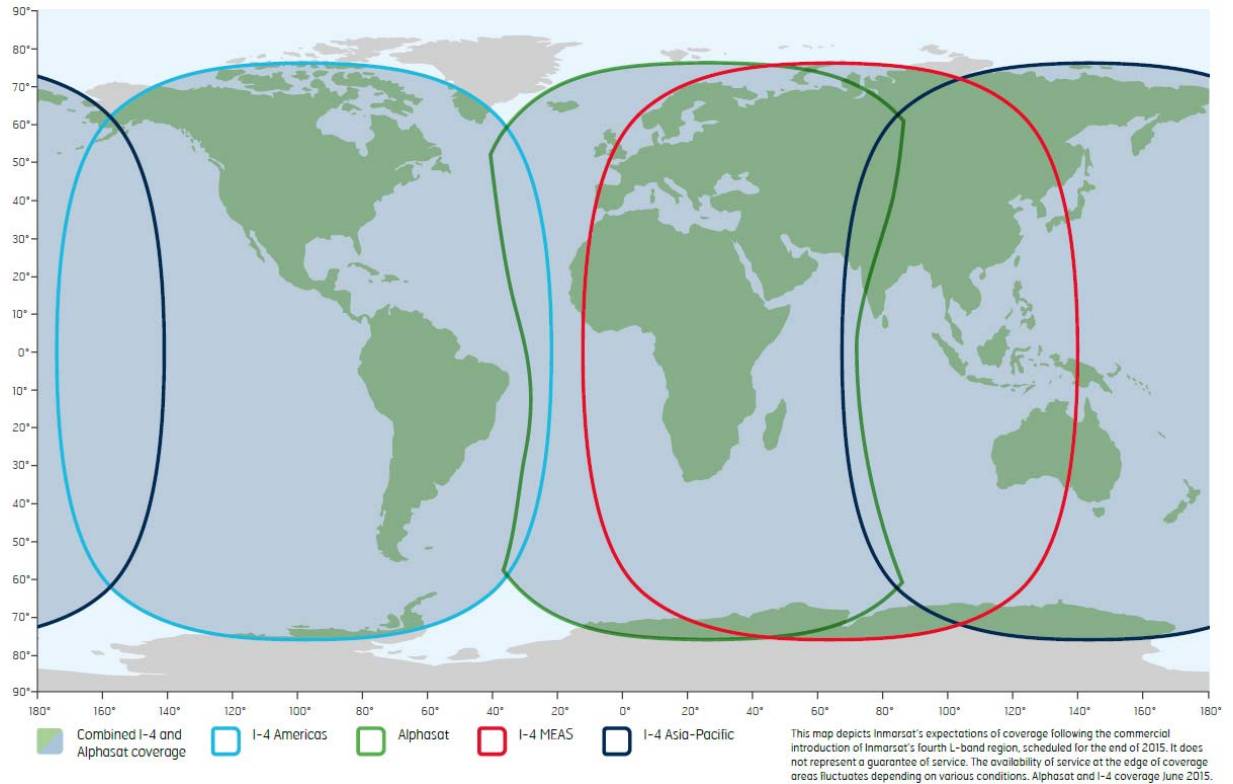 90°
80°
70°
60°
50°
40°
30°
20°
10°
0°
10°
20°
30°
40°
50°
60°
70°
80°
90°
180° 160° 140° 120° 100° 80° 60° 40° 20° 0° 20° 40° 60° 80° 100° 120° 140° 160° 180°
Combined I-4 and
Alphasat coverage
I-4 Americas
Alphasat
I-4 MEAS
I-4 Asia-Pacific
This map depicts Inmarsat's expectations of coverage following the commercial
introduction of Inmarsat's fourth L-band region, scheduled for the end of 2015. It does
not represent a guarantee of service. The availability of service at the edge of coverage
areas fluctuates depending on various conditions. Alphasat and I-4 coverage June 2015.